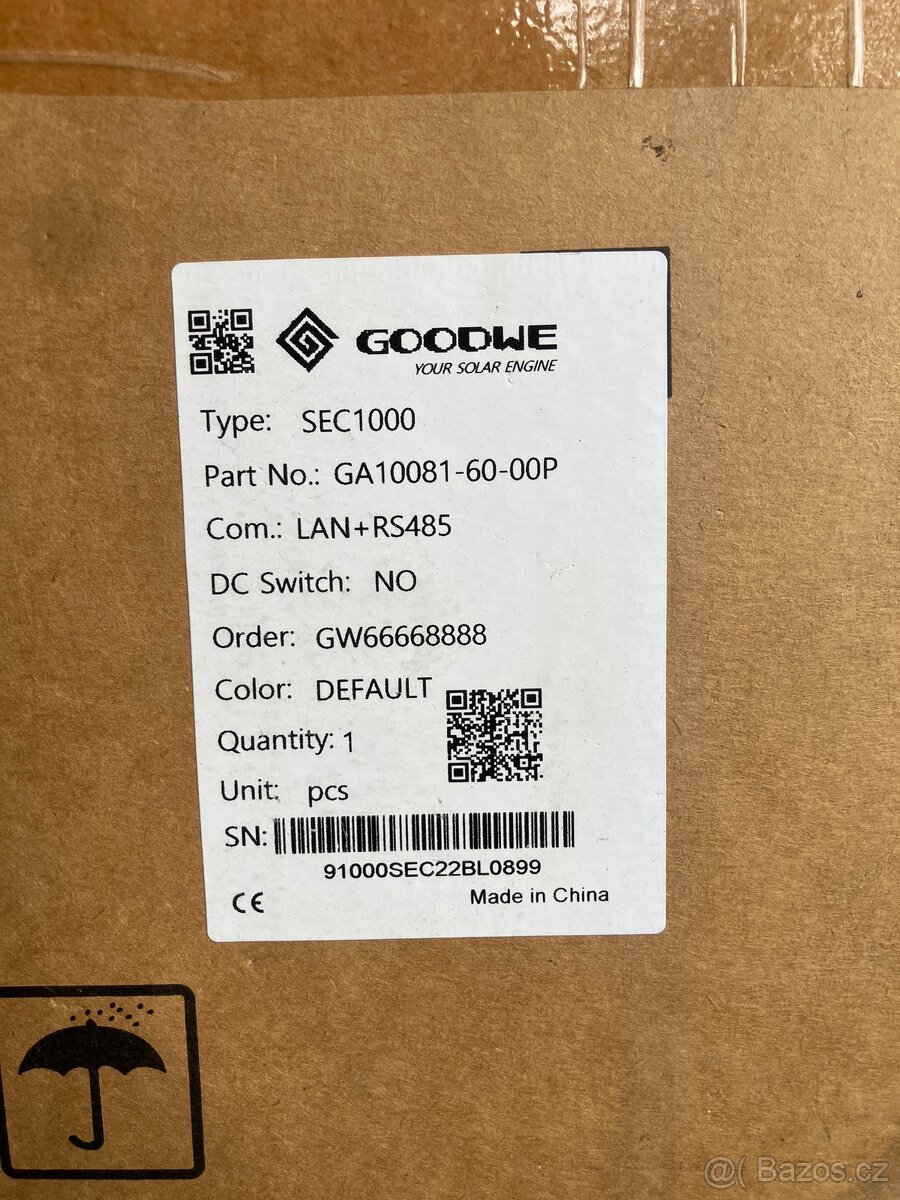 GOODWE
YOUR SOLAR ENGINE
Type: SEC1000
Part No.: GA10081-60-00P
Com.: LAN+RS485
DC Switch: NO
Order: GW66668888
Color: DEFAULT
Quantity: 1
Unit: pcs
SN:
91000SEC22BL0899
CE Made in China
@( Bazos.cz